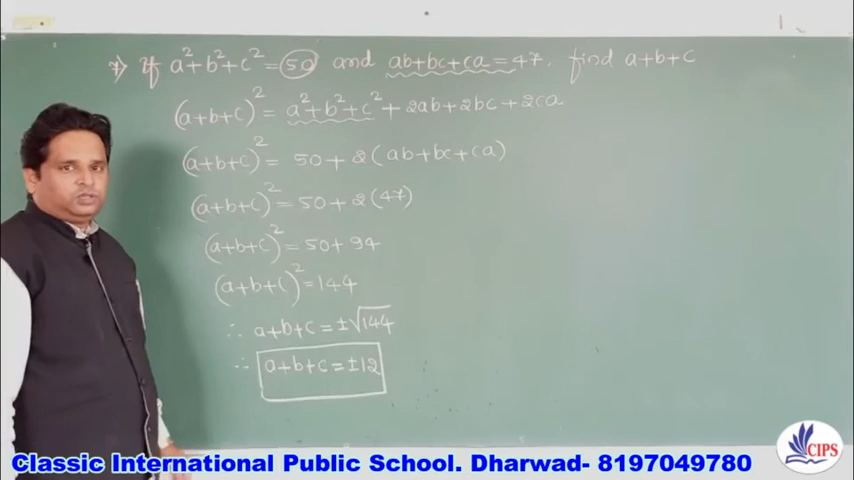 7) If a²+b²+c² = 50 and ab+bc+ca = 47, find a+b+c
(a+b+c)² = a²+b²+c² + 2ab+2bc+2ca
(a+b+c)² = 50+2(ab+bc+ca)
(a+b+c)² = 50+2(47)
(a+b+c)² = 50+94
(a+b+c)² = 144
∴ a+b+c = ±√144
∴ a+b+c = ±12
CIPS
Classic International Public School. Dharwad- 8197049780